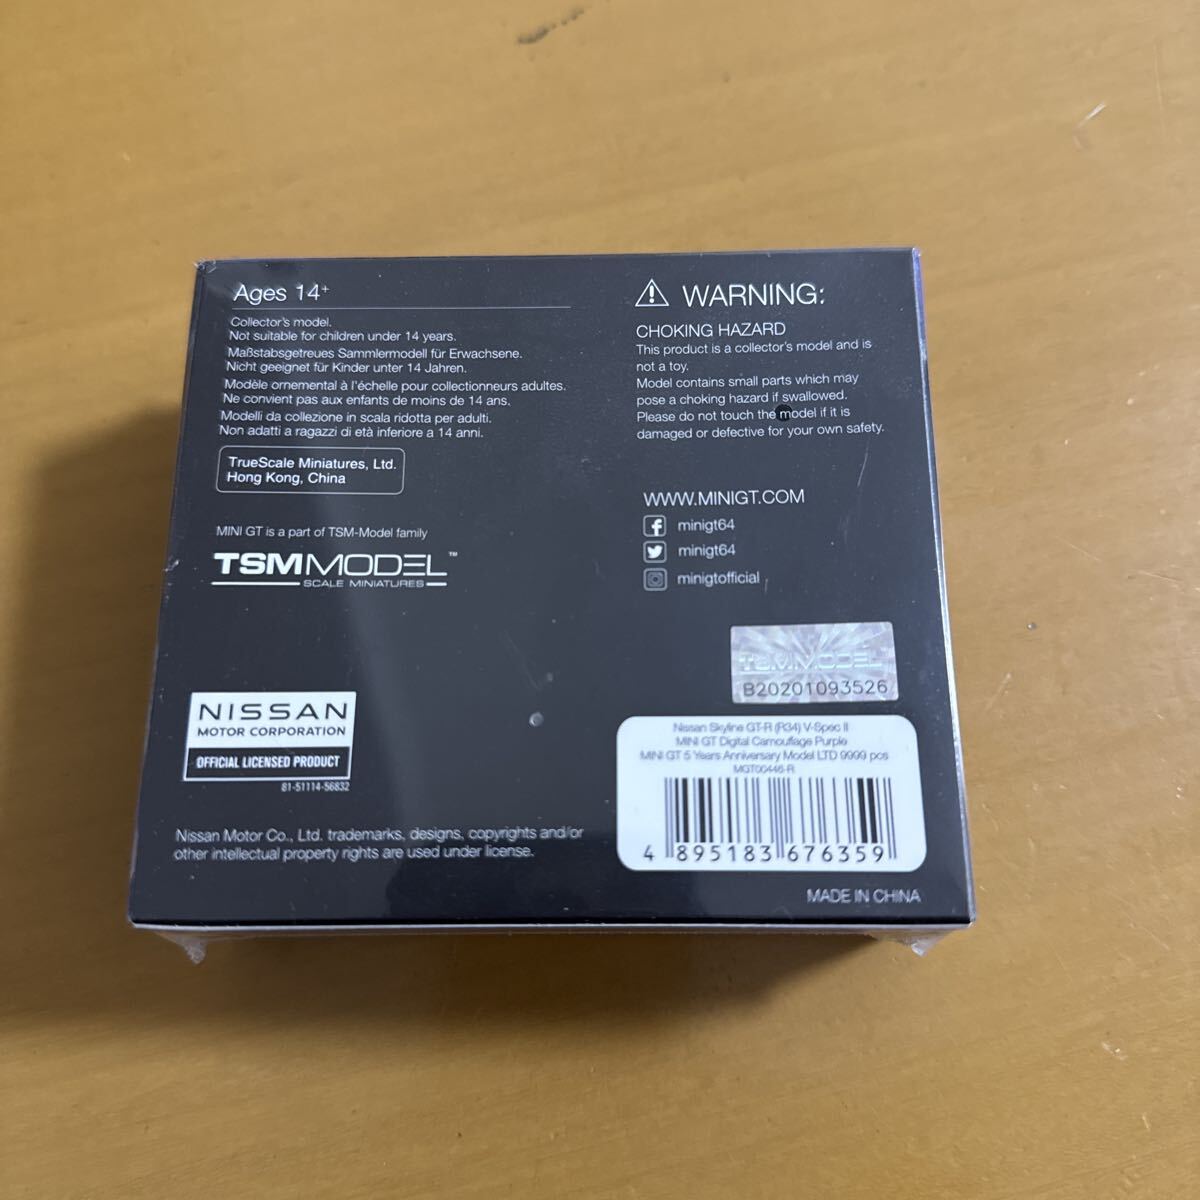 Ages 14+
Collector's model.
Not suitable for children under 14 years.
Maßstabsgetreues Sammlermodell für Erwachsene.
Nicht geeignet für Kinder unter 14 Jahren.
Modèle ornemental à l'échelle pour collectionneurs adultes.
Ne convient pas aux enfants de moins de 14 ans.
Modelli da collezione in scala ridotta per adulti.
Non adatti a ragazzi di età inferiore a 14 anni.
TrueScale Miniatures, Ltd.
Hong Kong, China
MINI GT is a part of TSM-Model family
TSMMODEL™
SCALE MINIATURES
NISSAN
MOTOR CORPORATION
OFFICIAL LICENSED PRODUCT
81-51114-56832
Nissan Motor Co., Ltd. trademarks, designs, copyrights and/or
other intellectual property rights are used under license.
WARNING:
CHOKING HAZARD
This product is a collector's model and is
not a toy.
Model contains small parts which may
pose a choking hazard if swallowed.
Please do not touch the model if it is
damaged or defective for your own safety.
WWW.MINIGT.COM
minigt64
minigt64
minigtofficial
TSMMODEL
B20201093526
Nissan Skyline GT-R (R34) V-Spec II
MINI GT Digital Camouflage Purple
MINI GT 5 Years Anniversary Model LTD 9999 pcs
MGT00446-R
4 895183 676359
MADE IN CHINA